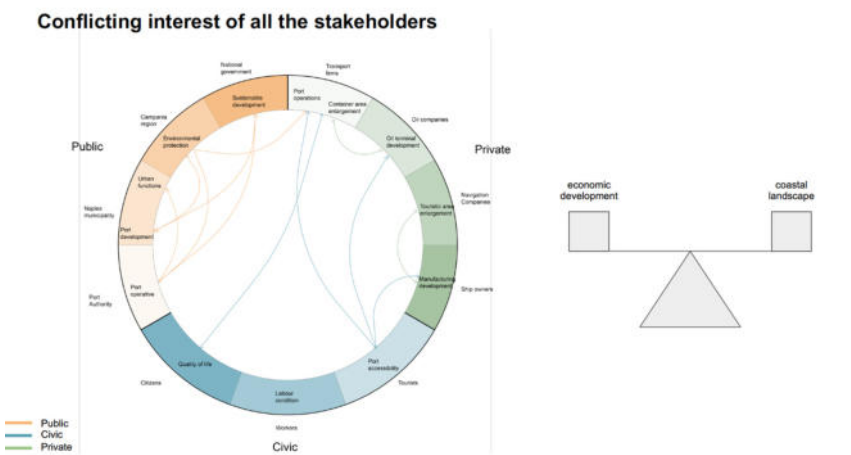 Conflicting interest of all the stakeholders
National
government
Transport
firms
Sustainable
development
Port
operations
Container area
enlargement
Campania
region
Oil companies
Environmental
protection
Oil terminal
development
Public
Private
Urban
functions
Naples
municipality
Touristic area
enlargement
Navigation
Companies
Port
development
Manufacturing
development
Ship owners
Port
operative
Port
Authority
Quality of life
Port
accessibility
Citizens
Labour
condition
Tourists
Workers
Civic
Public
Civic
Private
economic
development
coastal
landscape